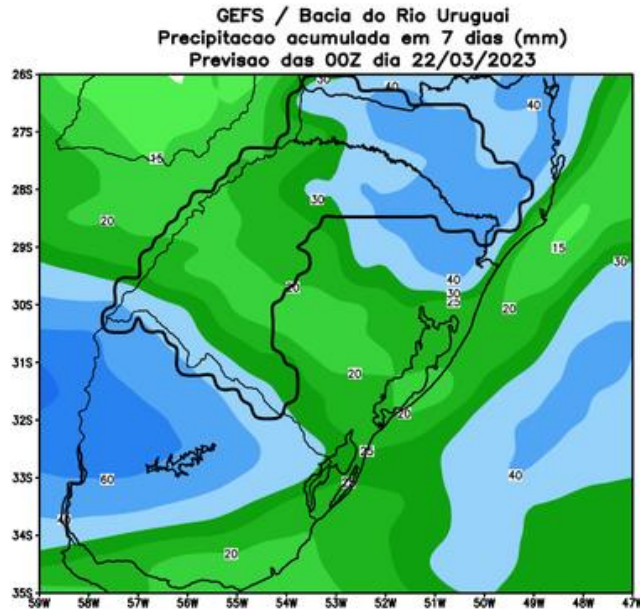 GEFS / Bacia do Rio Uruguai
Precipitacao acumulada em 7 dias (mm)
Previsao das 00Z dia 22/03/2023
26S
30
40
40
27S
15
28S
30
20
29S
15
30
40
30S
20
30
25
20
31S
20
32S
20
25
33S
60
40
25
34S
40
20
35S
59W 58W 57W 56W 55W 54W 53W 52W 51W 50W 49W 48W 47W